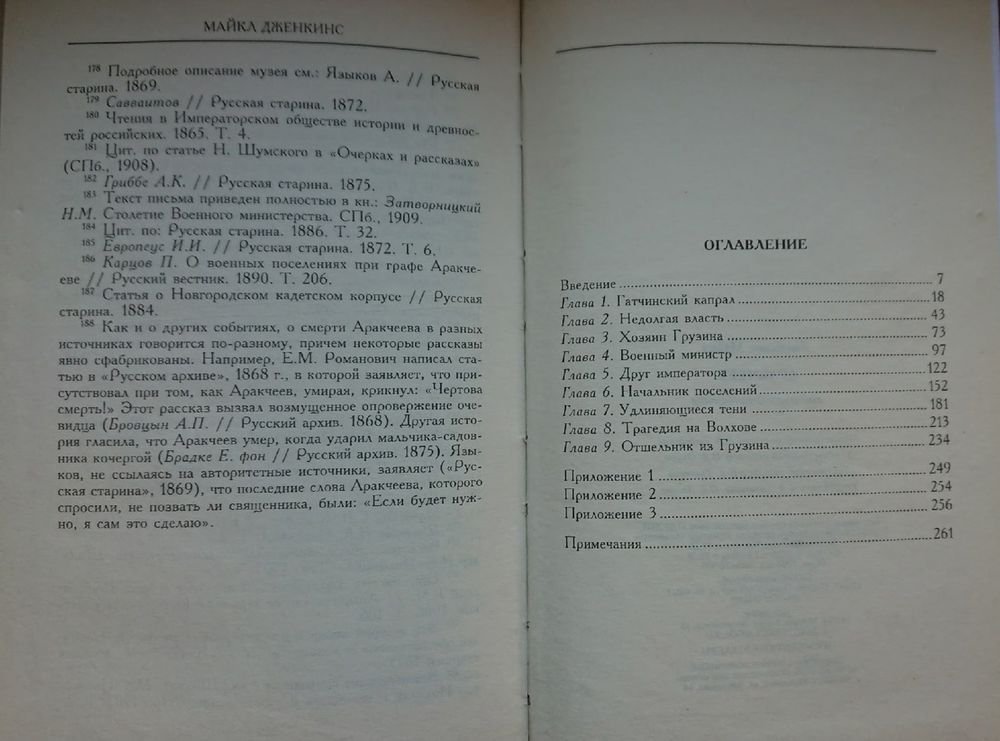 МАЙКЛ ДЖЕНКИНС
178 Подробное описание музея см.: Языков А. // Русская
старина. 1869.
179 Савваитов // Русская старина. 1872.
180 Чтения в Императорском обществе истории и древнос-
тей российских. 1865. Т. 4.
181 Цит. по статье Н. Шумского в «Очерках и рассказах»
(СПб., 1908).
182 Гриббе А.К. // Русская старина. 1875.
183 Текст письма приведен полностью в кн.: Затворницкий
Н.М. Столетие Военного министерства. СПб., 1909.
184 Цит. по: Русская старина. 1886. Т. 32.
185 Европеус И.И. // Русская старина. 1872. Т. 6.
186 Карцов П. О военных поселениях при графе Аракче-
еве // Русский вестник. 1890. Т. 206.
187 Статья о Новгородском кадетском корпусе // Русская
старина. 1884.
188 Как и о других событиях, о смерти Аракчеева в разных
источниках говорится по-разному, причем некоторые рассказы
явно сфабрикованы. Например, Е.М. Романович написал ста-
тью в «Русском архиве», 1868 г., в которой заявляет, что при-
сутствовал при том, как Аракчеев, умирая, крикнул: «Чертова
смерть!» Этот рассказ вызвал возмущенное опровержение оче-
видца (Бровцын А.П. // Русский архив. 1868). Другая исто-
рия гласила, что Аракчеев умер, когда ударил мальчика-садов-
ника кочергой (Брадке Е. фон // Русский архив. 1875). Язы-
ков, не ссылаясь на авторитетные источники, заявляет («Рус-
ская старина», 1869), что последние слова Аракчеева, которого
спросили, не позвать ли священника, были: «Если будет нуж-
но, я сам это сделаю».
ОГЛАВЛЕНИЕ
Введение 7
Глава 1. Гатчинский капрал 18
Глава 2. Недолгая власть 43
Глава 3. Хозяин Грузина 73
Глава 4. Военный министр 97
Глава 5. Друг императора 122
Глава 6. Начальник поселений 152
Глава 7. Удлиняющиеся тени 181
Глава 8. Трагедия на Волхове 213
Глава 9. Отшельник из Грузина 234
Приложение 1 249
Приложение 2 254
Приложение 3 256
Примечания 261